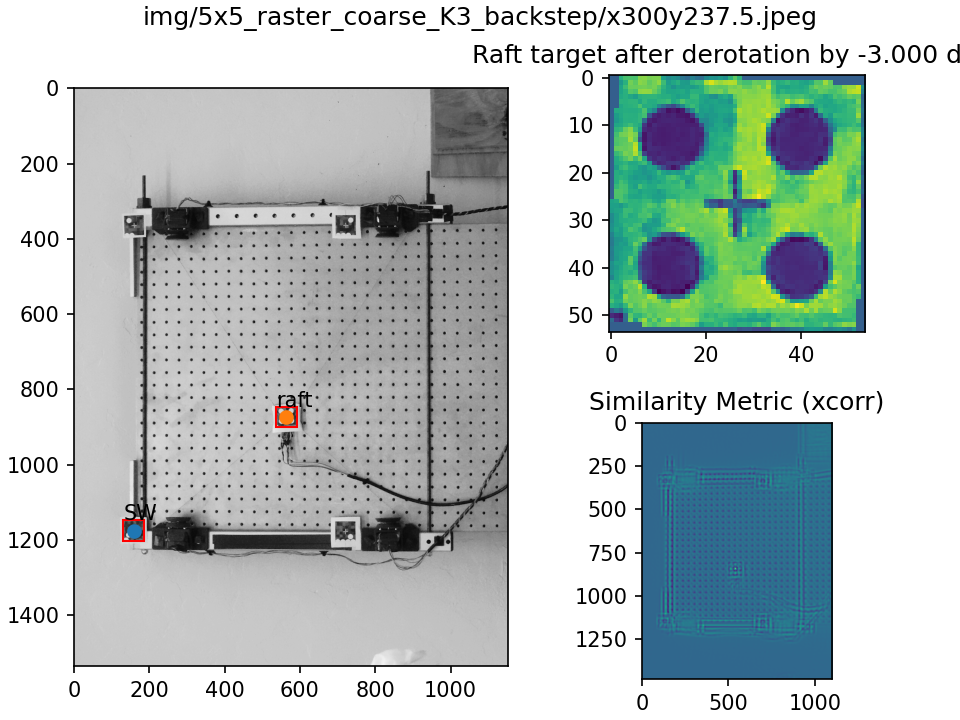 img/5x5_raster_coarse_K3_backstep/x300y237.5.jpeg
Raft target after derotation by -3.000 d
0
200
400
600
800
1000
1200
1400
0 200 400 600 800 1000
raft
SW
0
10
20
30
40
50
0 20 40
Similarity Metric (xcorr)
0
250
500
750
1000
1250
0 500 1000